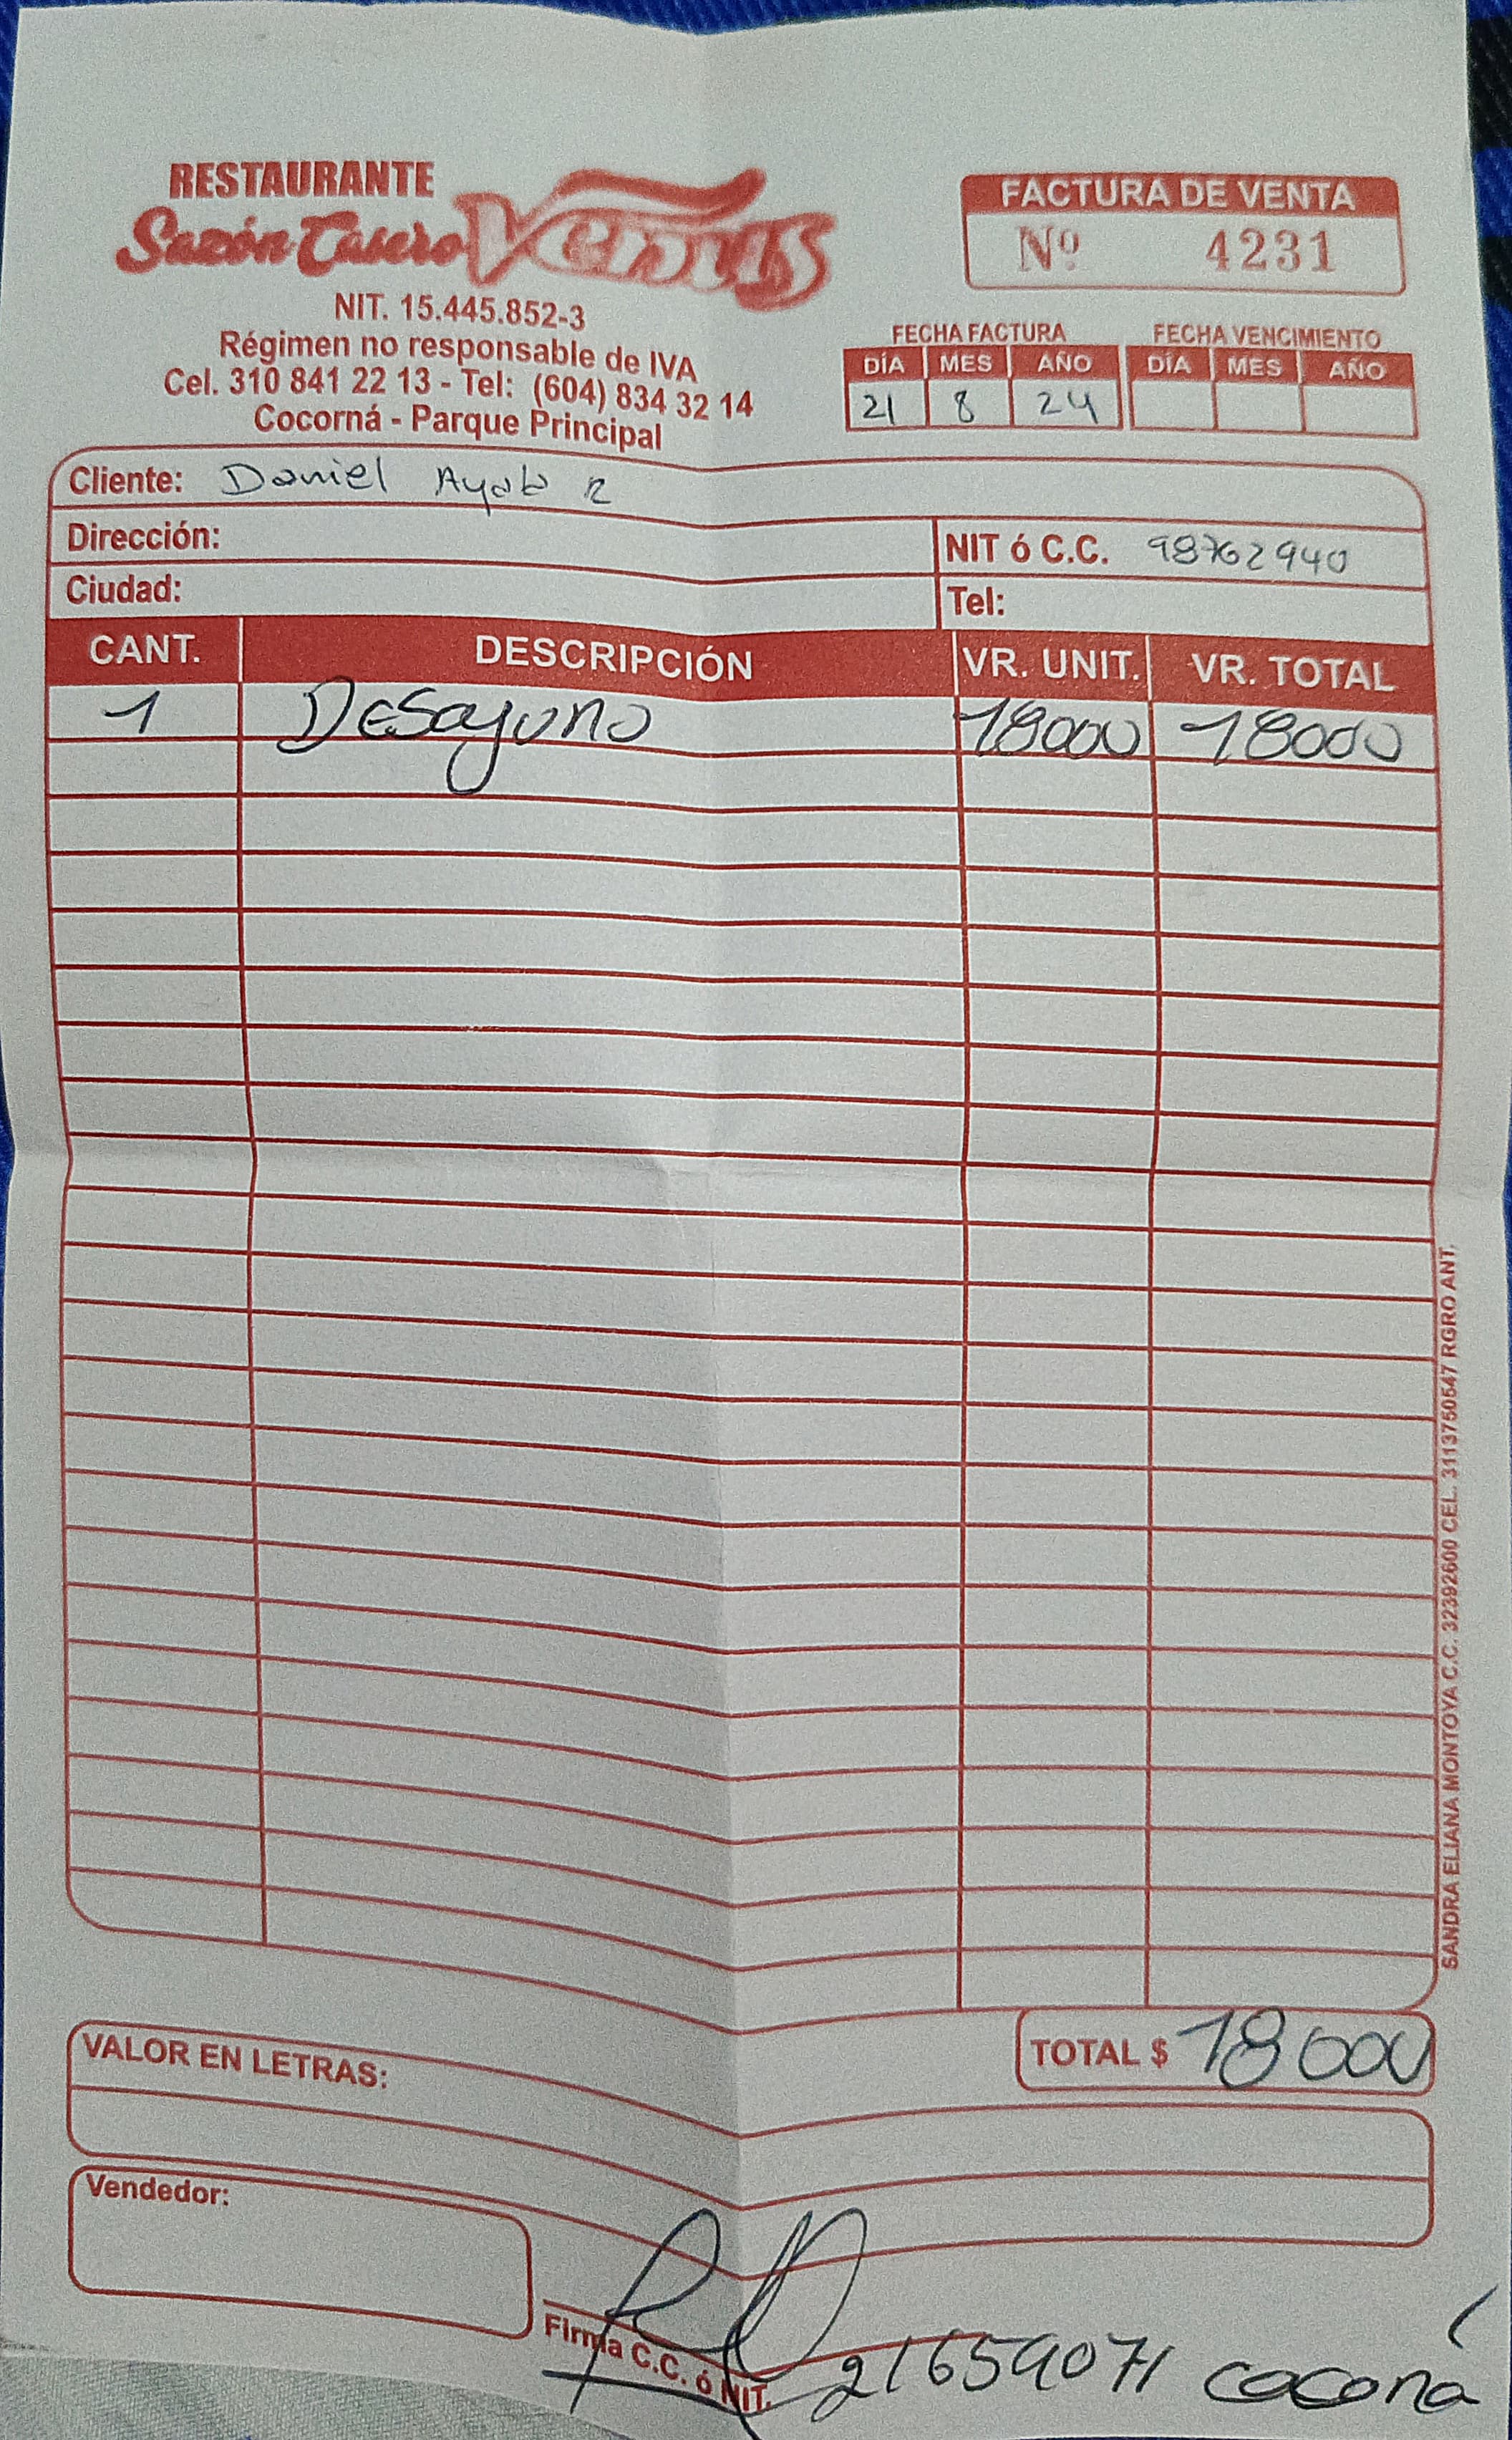 RESTAURANTE
Sazón Casero Venus
NIT. 15.445.852-3
Régimen no responsable de IVA
Cel. 310 841 22 13 - Tel: (604) 834 32 14
Cocorná - Parque Principal
FACTURA DE VENTA
Nº 4231
FECHA FACTURA FECHA VENCIMIENTO
DÍA MES AÑO DÍA MES AÑO
21 8 24
Cliente: Daniel Ayala R
Dirección:
NIT ó C.C. 98762940
Ciudad:
Tel:
CANT. DESCRIPCIÓN VR. UNIT. VR. TOTAL
1 Desayuno 18000 18000
SANDRA ELIANA MONTOYA C.C. 32392600 CEL. 3113750547 RGRO ANT.
TOTAL $ 18000
VALOR EN LETRAS:
Vendedor:
Firma C.C. ó NIT. 21659071 cocorná